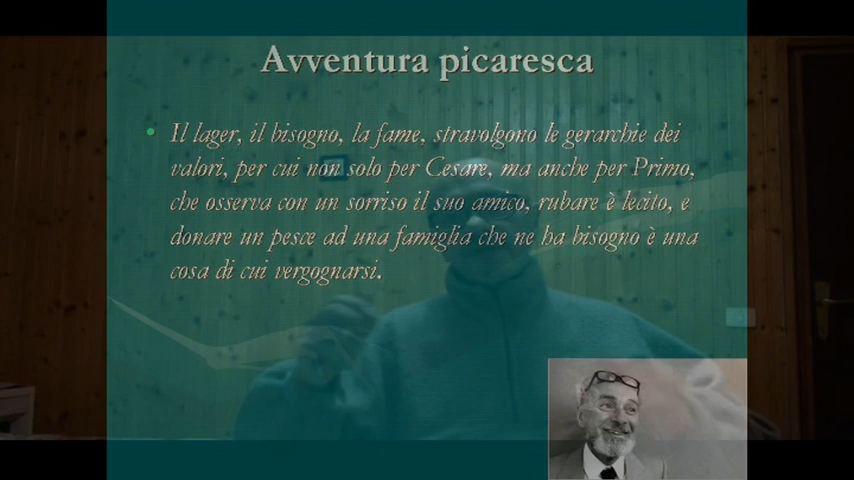 Avventura picaresca
• Il lager, il bisogno, la fame, stravolgono le gerarchie dei
valori, per cui non solo per Cesare, ma anche per Primo,
che osserva con un sorriso il suo amico, rubare è lecito, e
donare un pesce ad una famiglia che ne ha bisogno è una
cosa di cui vergognarsi.